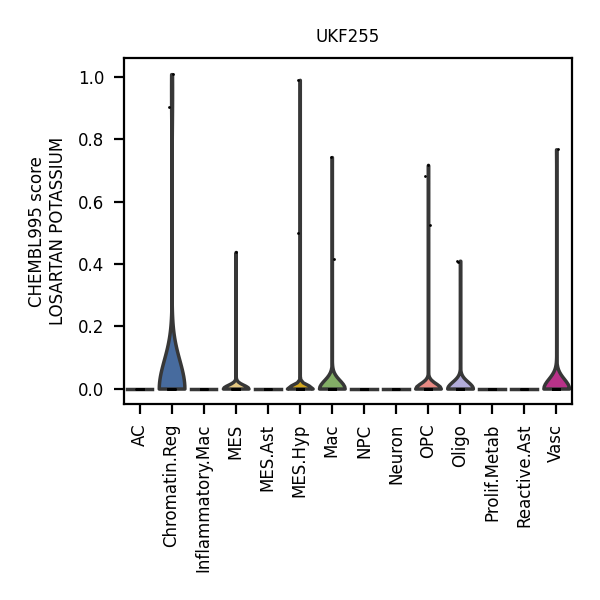 UKF255
CHEMBL995 score
LOSARTAN POTASSIUM
1.0
0.8
0.6
0.4
0.2
0.0
AC
Chromatin.Reg
Inflammatory.Mac
MES
MES.Ast
MES.Hyp
Mac
NPC
Neuron
OPC
Oligo
Prolif.Metab
Reactive.Ast
Vasc